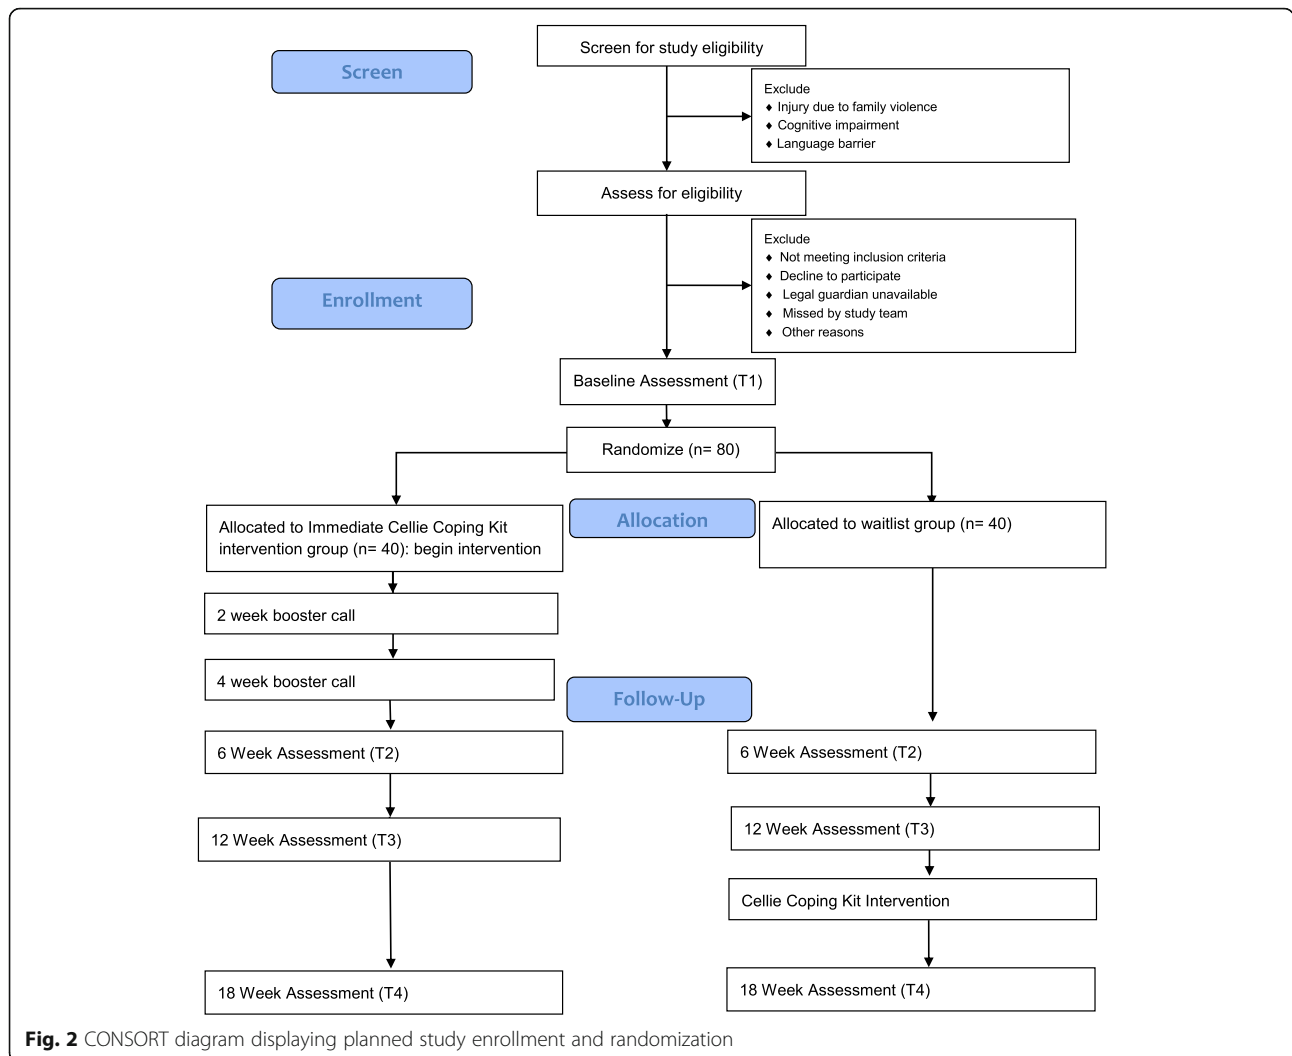 Screen for study eligibility
Screen
Exclude
♦ Injury due to family violence
♦ Cognitive impairment
♦ Language barrier
Assess for eligibility
Exclude
♦ Not meeting inclusion criteria
♦ Decline to participate
♦ Legal guardian unavailable
♦ Missed by study team
♦ Other reasons
Enrollment
Baseline Assessment (T1)
Randomize (n= 80)
Allocated to Immediate Cellie Coping Kit
intervention group (n= 40): begin intervention
Allocation
Allocated to waitlist group (n= 40)
2 week booster call
4 week booster call
Follow-Up
6 Week Assessment (T2)
6 Week Assessment (T2)
12 Week Assessment (T3)
12 Week Assessment (T3)
Cellie Coping Kit Intervention
18 Week Assessment (T4)
18 Week Assessment (T4)
Fig. 2 CONSORT diagram displaying planned study enrollment and randomization